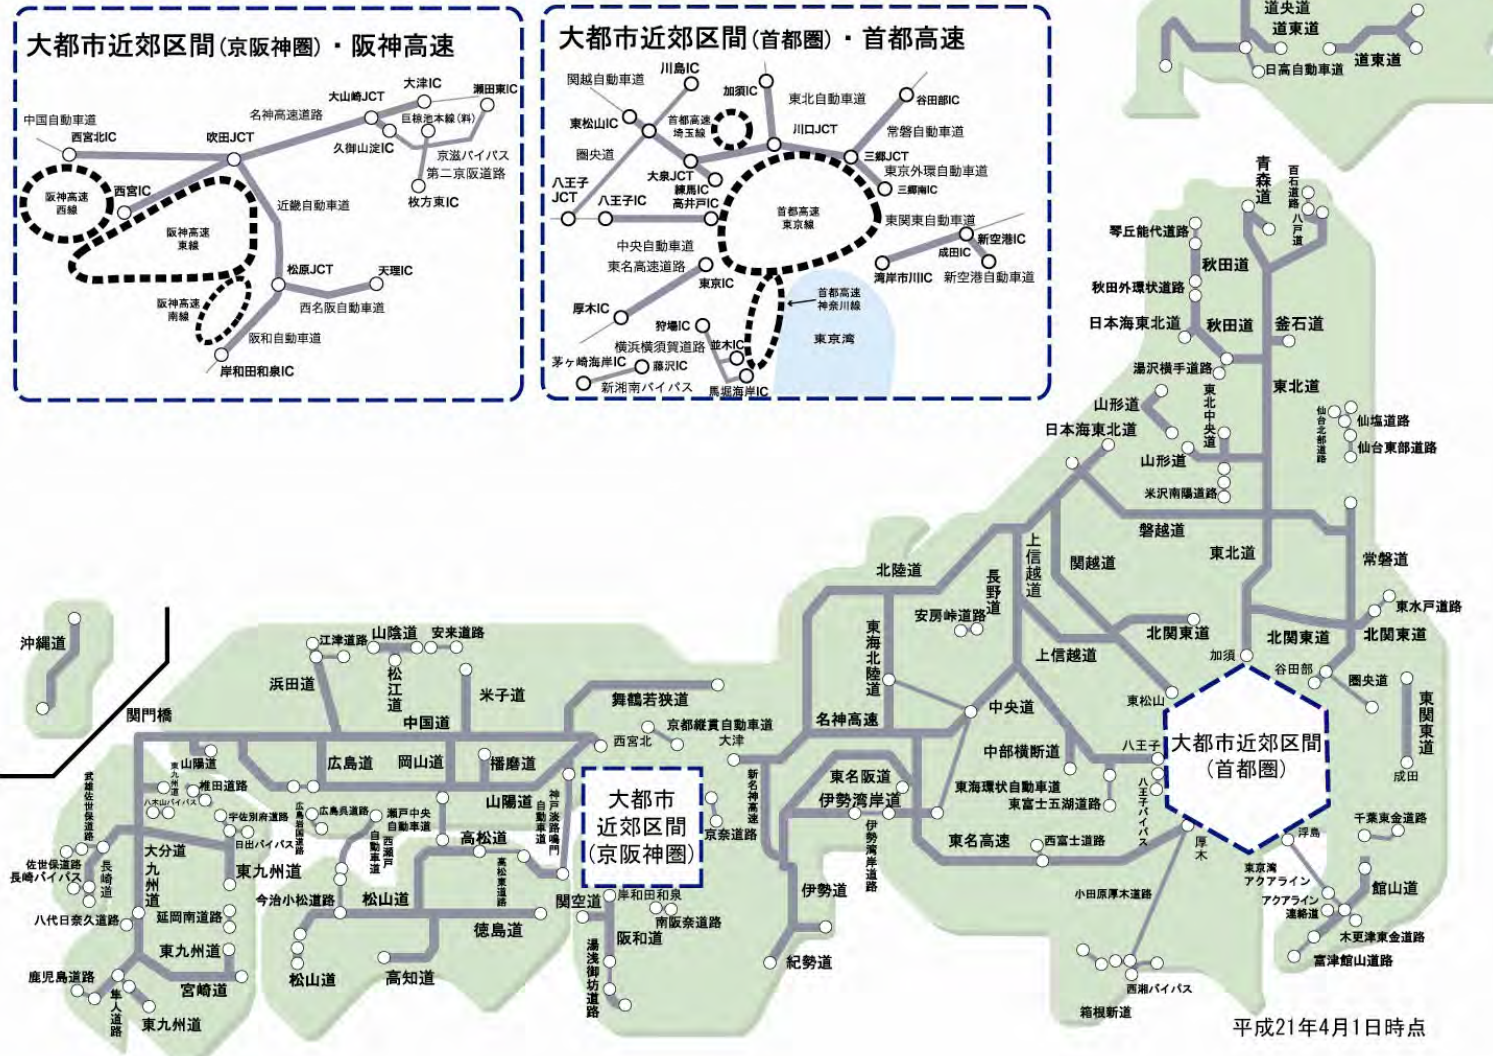 大都市近郊区間(京阪神圏)・阪神高速
大津IC
瀬田東IC
大山崎JCT
名神高速道路
巨椋池本線(料)
中国自動車道
西宮北IC
吹田JCT
久御山淀IC
京滋バイパス
第二京阪道路
枚方東IC
阪神高速
西線
西宮IC
近畿自動車道
阪神高速
東線
松原JCT
天理IC
阪神高速
南線
西名阪自動車道
阪和自動車道
岸和田和泉IC
大都市近郊区間(首都圏)・首都高速
川島IC
関越自動車道
加須IC
東北自動車道
谷田部IC
東松山IC
首都高速
埼玉線
川口JCT
常磐自動車道
圏央道
三郷JCT
大泉JCT
東京外環自動車道
練馬IC
三郷南IC
八王子
JCT
八王子IC
高井戸IC
首都高速
東京線
東関東自動車道
新空港IC
中央自動車道
成田IC
東名高速道路
東京IC
湾岸市川IC
新空港自動車道
首都高速
神奈川線
厚木IC
狩場IC
横浜横須賀道路
並木IC
東京湾
茅ヶ崎海岸IC
藤沢IC
新湘南バイパス
馬堀海岸IC
道央道
道東道
道東道
日高自動車道
青森道
百石道路
八戸道
琴丘能代道路
秋田道
秋田外環状道路
日本海東北道
秋田道
釜石道
湯沢横手道路
東北道
東北中央道
山形道
仙台北部道路
仙塩道路
日本海東北道
仙台東部道路
山形道
米沢南陽道路
磐越道
上信越道
東北道
関越道
常磐道
北陸道
長野道
東水戸道路
安房峠道路
北関東道
北関東道
北関東道
東海北陸道
上信越道
加須
谷田部
圏央道
東松山
東関東道
沖縄道
江津道路
山陰道
安来道路
浜田道
松江道
米子道
舞鶴若狭道
関門橋
中国道
京都縦貫自動車道
名神高速
中央道
西宮北
大津
大都市近郊区間
(首都圏)
八王子
中部横断道
山陽道
広島道
岡山道
播磨道
成田
東九州道
椎田道路
東名阪道
東海環状自動車道
武雄佐世保道路
新名神高速
八王子バイパス
八木山バイパス
山陽道
神戸淡路鳴門
自動車道
大都市
近郊区間
(京阪神圏)
伊勢湾岸道
東富士五湖道路
宇佐別府道路
広島岩国道路
広島呉道路
瀬戸中央
自動車道
千葉東金道路
日出バイパス
西瀬戸
自動車道
高松道
京奈道路
伊勢湾岸道路
東名高速
西富士道路
厚木
浮島
大分道
佐世保道路
長崎バイパス
長崎道
九州道
東九州道
高松東道路
東京湾
アクアライン
館山道
今治小松道路
松山道
関空道
岸和田和泉
伊勢道
小田原厚木道路
アクアライン
連絡道
八代日奈久道路
延岡南道路
徳島道
南阪奈道路
阪和道
木更津東金道路
東九州道
富津館山道路
鹿児島道路
宮崎道
松山道
高知道
湯浅御坊道路
紀勢道
西湘バイパス
隼人道路
東九州道
箱根新道
平成21年4月1日時点